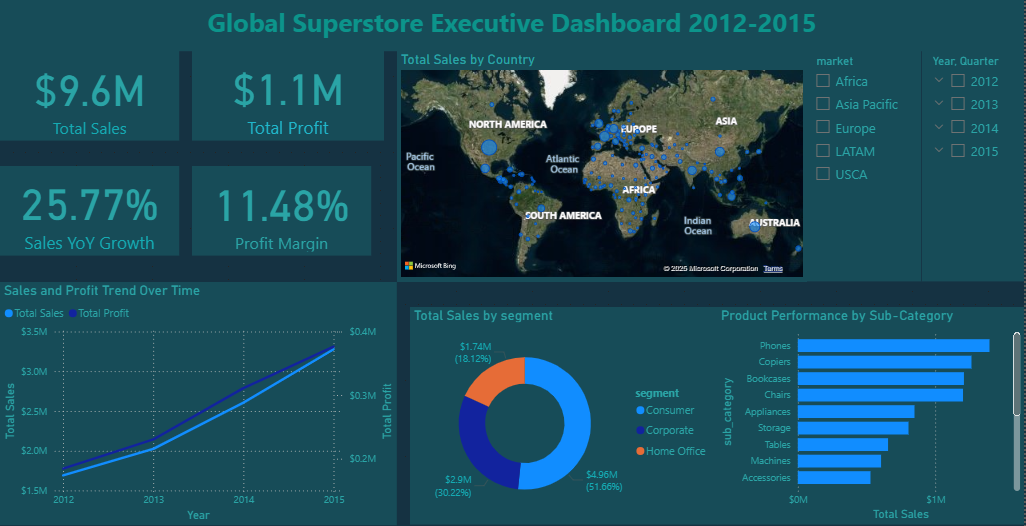 Global Superstore Executive Dashboard 2012-2015
$9.6M
Total Sales
$1.1M
Total Profit
25.77%
Sales YoY Growth
11.48%
Profit Margin
Total Sales by Country
NORTH AMERICA
EUROPE
ASIA
Pacific
Ocean
Atlantic
Ocean
AFRICA
SOUTH AMERICA
Indian
Ocean
AUSTRALIA
Microsoft Bing
© 2025 Microsoft Corporation Terms
market
Africa
Asia Pacific
Europe
LATAM
USCA
Year, Quarter
2012
2013
2014
2015
Sales and Profit Trend Over Time
Total Sales Total Profit
$3.5M
$3.0M
$2.5M
$2.0M
$1.5M
Total Sales
$0.4M
$0.3M
$0.2M
Total Profit
2012 2013 2014 2015
Year
Total Sales by segment
$1.74M
(18.12%)
$2.9M
(30.22%)
$4.96M
(51.66%)
segment
Consumer
Corporate
Home Office
Product Performance by Sub-Category
sub_category
Phones
Copiers
Bookcases
Chairs
Appliances
Storage
Tables
Machines
Accessories
$0M $1M
Total Sales